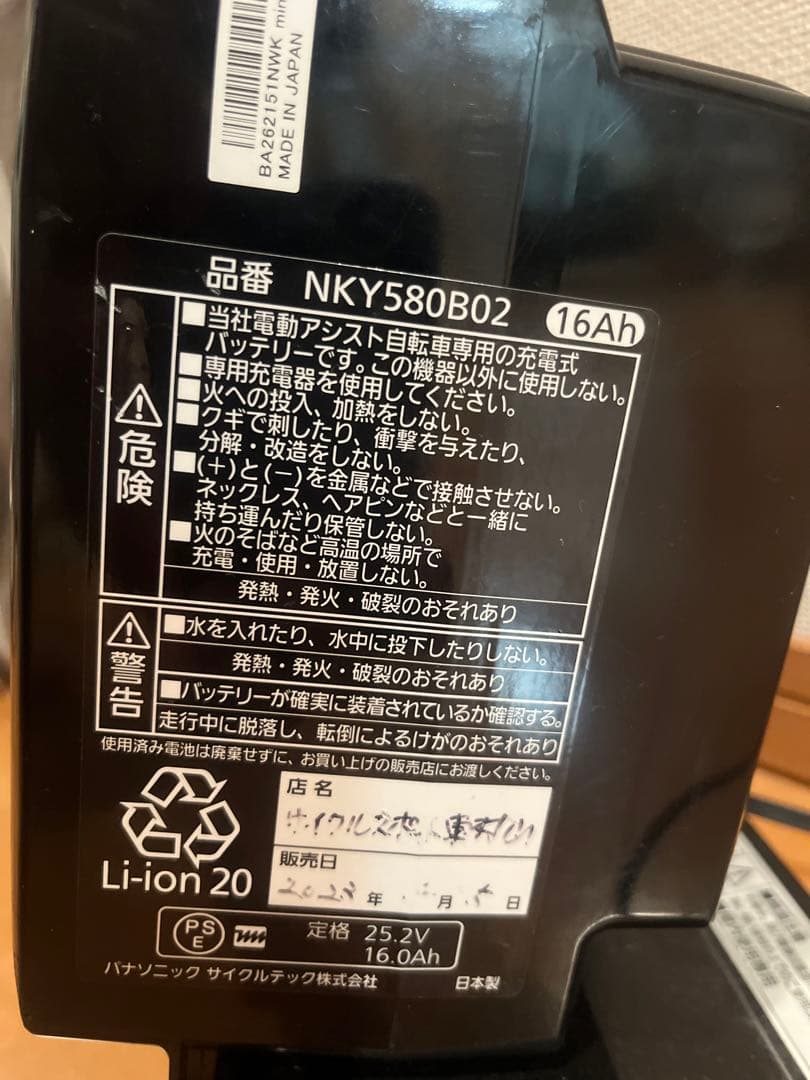 BA262151NWK min
MADE IN JAPAN
品番 NKY580B02 16Ah
危険
■当社電動アシスト自転車専用の充電式
バッテリーです。この機器以外に使用しない。
■専用充電器を使用してください。
■火への投入、加熱をしない。
■クギで刺したり、衝撃を与えたり、
分解・改造をしない。
■(+)と(−)を金属などで接触させない。
ネックレス、ヘアピンなどと一緒に
持ち運んだり保管しない。
■火のそばなど高温の場所で
充電・使用・放置しない。
発熱・発火・破裂のおそれあり
警告
■水を入れたり、水中に投下したりしない。
発熱・発火・破裂のおそれあり
■バッテリーが確実に装着されているか確認する。
走行中に脱落し、転倒によるけがのおそれあり
使用済み電池は廃棄せずに、お買い上げの販売店にお渡しください。
Li-ion 20
店名
サイクル
販売日
2023年 月 5日
PSE
定格 25.2V
16.0Ah
パナソニック サイクルテック株式会社 日本製